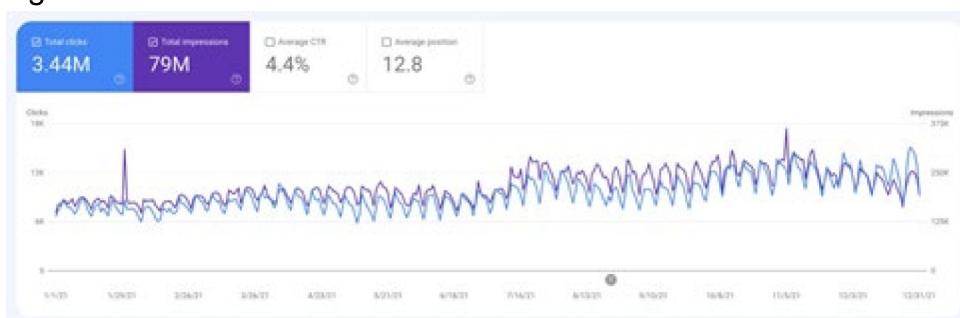 Total clicks
3.44M
Total impressions
79M
Average CTR
4.4%
Average position
12.8
Clicks
Impressions
18K
375K
12K
250K
6K
125K
0
0
1/1/21
1/29/21
2/26/21
3/26/21
4/23/21
5/21/21
6/18/21
7/16/21
8/13/21
9/10/21
10/8/21
11/5/21
12/3/21
12/31/21